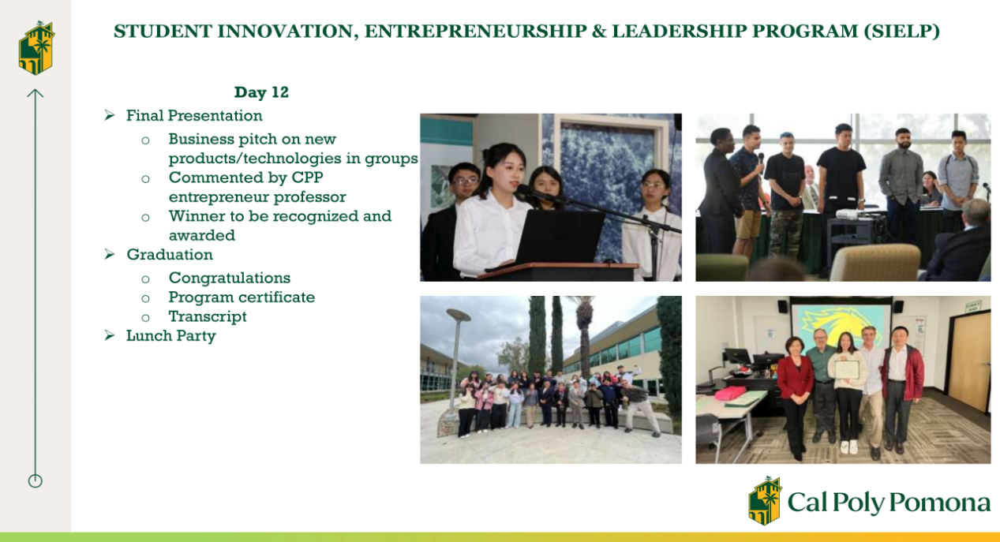 STUDENT INNOVATION, ENTREPRENEURSHIP & LEADERSHIP PROGRAM (SIELP)
Day 12
➢ Final Presentation
o Business pitch on new
products/technologies in groups
o Commented by CPP
entrepreneur professor
o Winner to be recognized and
awarded
➢ Graduation
o Congratulations
o Program certificate
o Transcript
➢ Lunch Party
Cal Poly Pomona